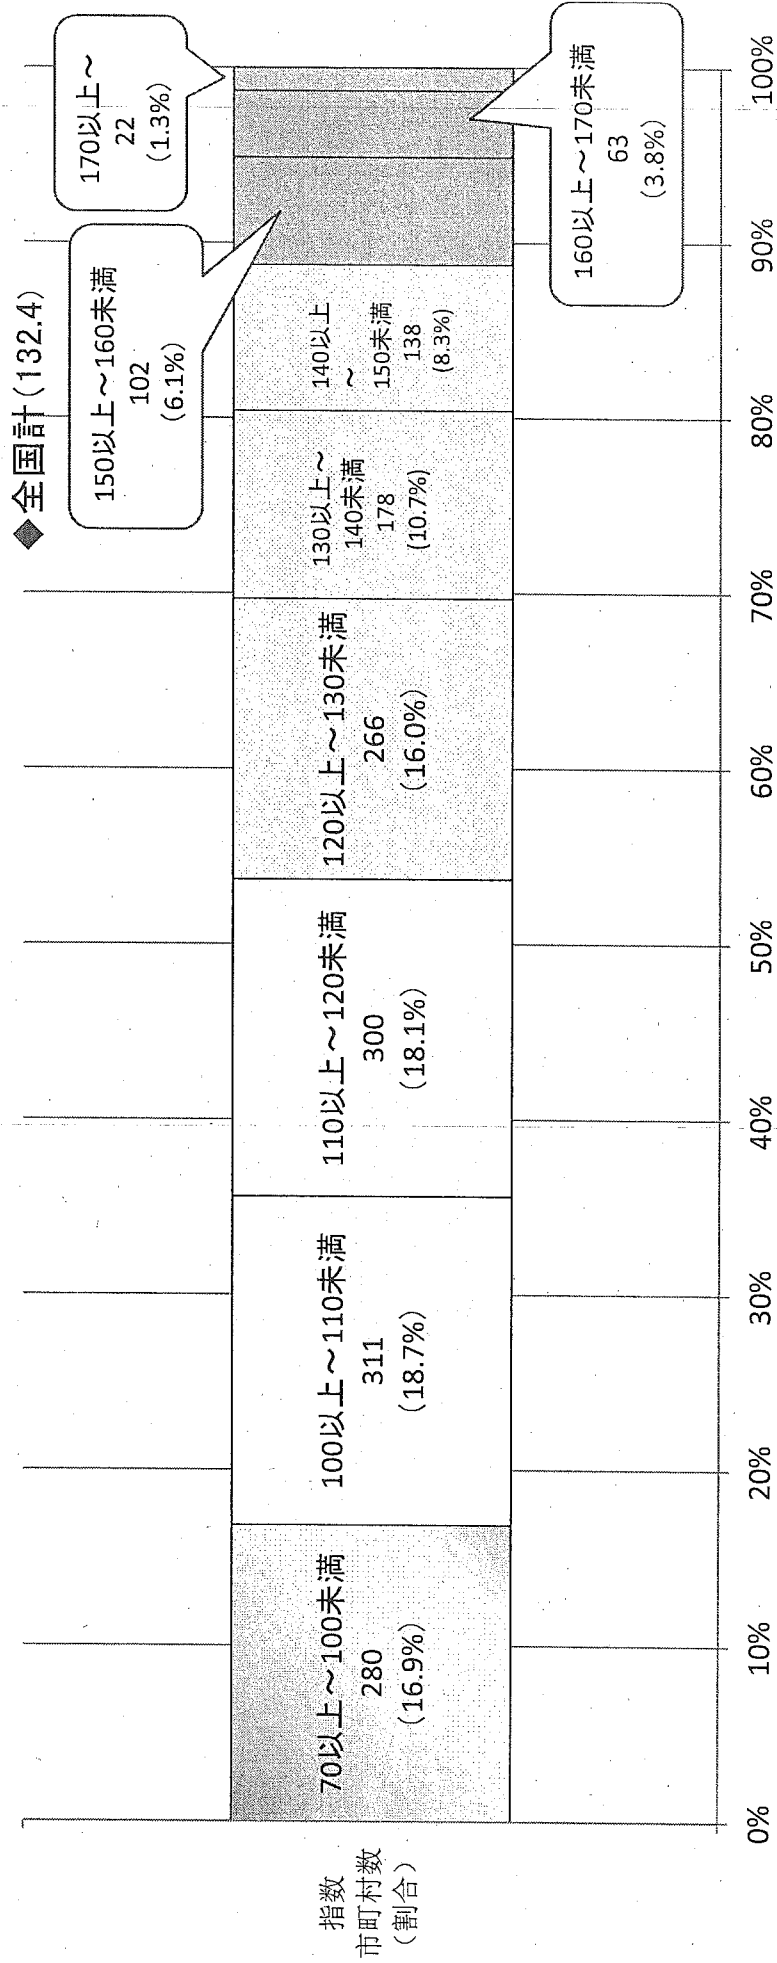 ◆全国計(132.4)
170以上～
22
(1.3%)
150以上～160未満
102
(6.1%)
指数
市町村数
(割合)
70以上～100未満
280
(16.9%)
100以上～110未満
311
(18.7%)
110以上～120未満
300
(18.1%)
120以上～130未満
266
(16.0%)
130以上～
140未満
178
(10.7%)
140以上
～
150未満
138
(8.3%)
160以上～170未満
63
(3.8%)
0%
10%
20%
30%
40%
50%
60%
70%
80%
90%
100%